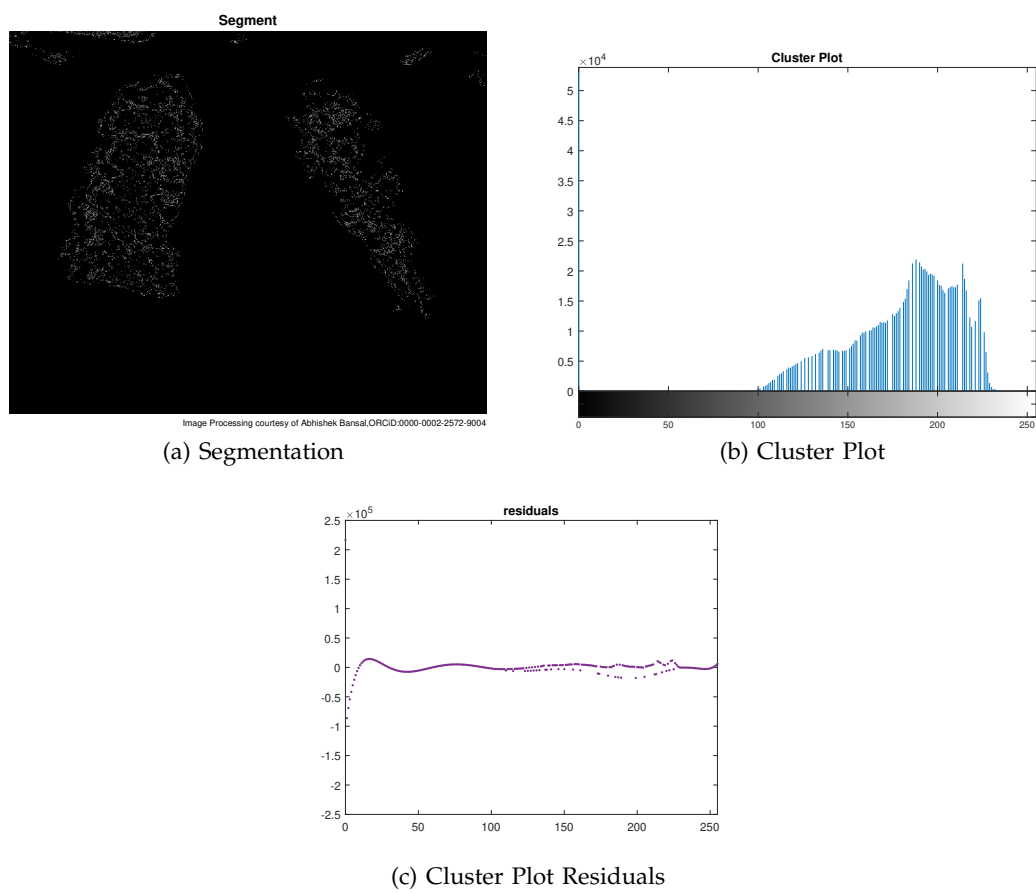 Segment
Image Processing courtesy of Abhishek Bansal,ORCiD:0000-0002-2572-9004
(a) Segmentation
Cluster Plot
×10^4
5
4.5
4
3.5
3
2.5
2
1.5
1
0.5
0
0 50 100 150 200 250
(b) Cluster Plot
residuals
×10^5
2.5
2
1.5
1
0.5
0
-0.5
-1
-1.5
-2
-2.5
0 50 100 150 200 250
(c) Cluster Plot Residuals